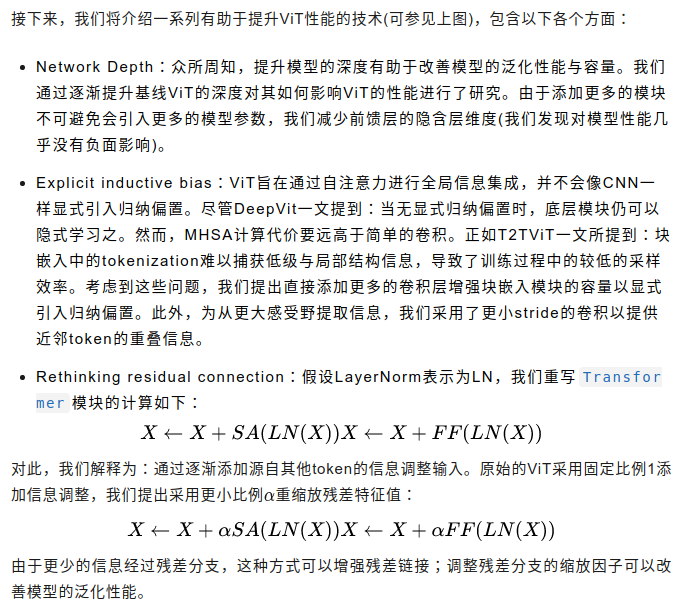 接下来，我们将介绍一系列有助于提升ViT性能的技术(可参见上图)，包含以下各个方面：
• Network Depth：众所周知，提升模型的深度有助于改善模型的泛化性能与容量。我们
通过逐渐提升基线ViT的深度对其如何影响ViT的性能进行了研究。由于添加更多的模块
不可避免会引入更多的模型参数，我们减少前馈层的隐含层维度(我们发现对模型性能几
乎没有负面影响)。
• Explicit inductive bias：ViT旨在通过自注意力进行全局信息集成，并不会像CNN一
样显式引入归纳偏置。尽管DeepVit一文提到：当无显式归纳偏置时，底层模块仍可以
隐式学习之。然而，MHSA计算代价要远高于简单的卷积。正如T2TViT一文所提到：块
嵌入中的tokenization难以捕获低级与局部结构信息，导致了训练过程中的较低的采样
效率。考虑到这些问题，我们提出直接添加更多的卷积层增强块嵌入模块的容量以显式
引入归纳偏置。此外，为从更大感受野提取信息，我们采用了更小stride的卷积以提供
近邻token的重叠信息。
• Rethinking residual connection：假设LayerNorm表示为LN，我们重写 Transfor
mer 模块的计算如下：
X ← X + SA(LN(X))X ← X + FF(LN(X))
对此，我们解释为：通过逐渐添加源自其他token的信息调整输入。原始的ViT采用固定比例1添
加信息调整，我们提出采用更小比例α重缩放残差特征值：
X ← X + αSA(LN(X))X ← X + αFF(LN(X))
由于更少的信息经过残差分支，这种方式可以增强残差链接；调整残差分支的缩放因子可以改
善模型的泛化性能。